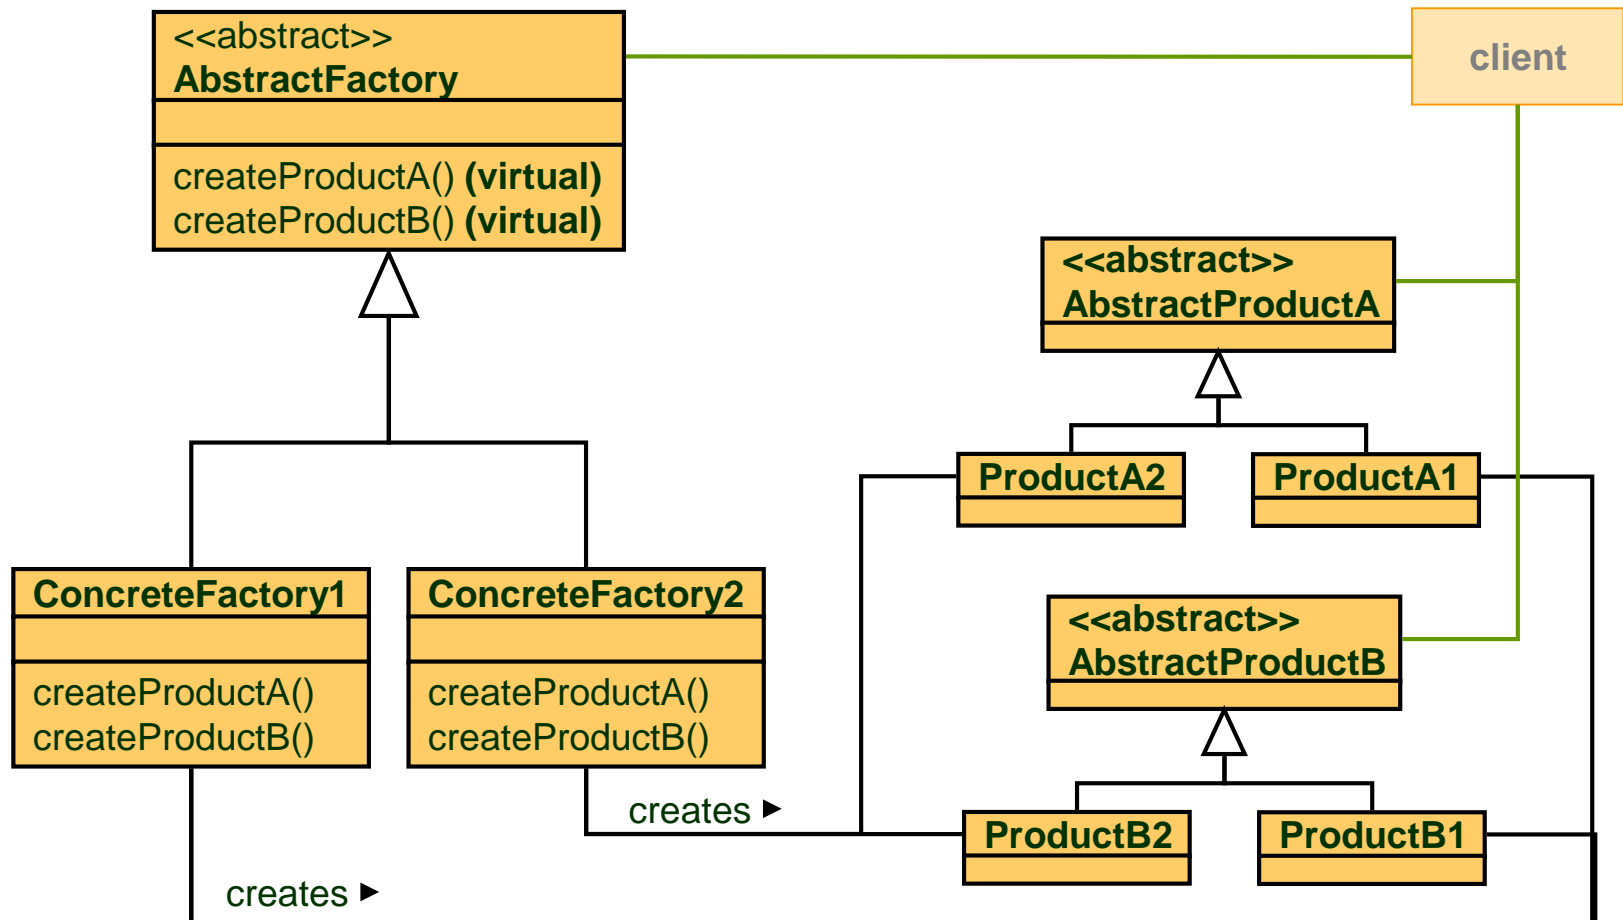 <<abstract>>
AbstractFactory
createProductA() (virtual)
createProductB() (virtual)
client
<<abstract>>
AbstractProductA
ProductA2
ProductA1
ConcreteFactory1
createProductA()
createProductB()
ConcreteFactory2
createProductA()
createProductB()
<<abstract>>
AbstractProductB
creates ►
ProductB2
ProductB1
creates ►